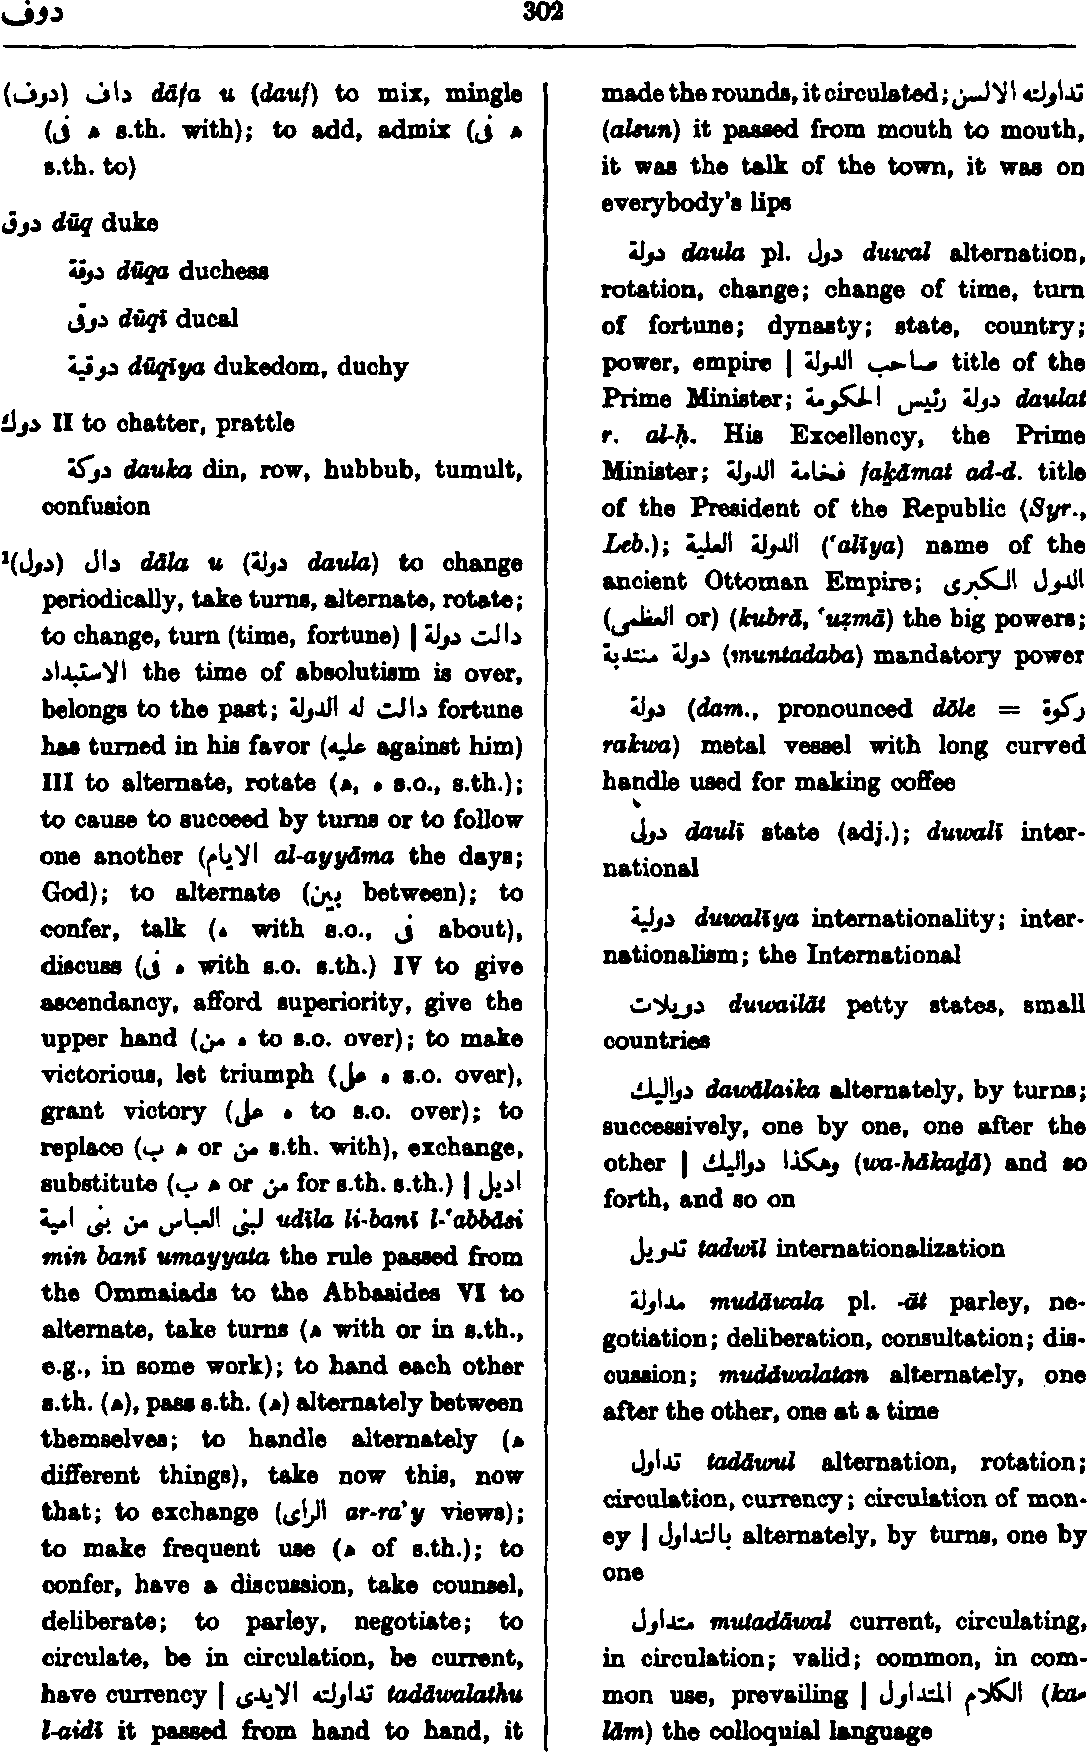 دوف
302
(دوف) داف dāfa u (dauf) to mix, mingle
(ه فى s.th. with); to add, admix (ه فى
s.th. to)
دوق dūq duke
دوقة dūqa duchess
دوقى dūqī ducal
دوقية dūqīya dukedom, duchy
دوك II to chatter, prattle
دوكة dauka din, row, hubbub, tumult,
confusion
¹(دول) دال dāla u (دولة daula) to change
periodically, take turns, alternate, rotate;
to change, turn (time, fortune) | دالت دولة
الاستبداد the time of absolutism is over,
belongs to the past; دالت له الدولة fortune
has turned in his favor (عليه against him)
III to alternate, rotate (ه, ه s.o., s.th.);
to cause to succeed by turns or to follow
one another (الايام al-ayyāma the days;
God); to alternate (بين between); to
confer, talk (ه with s.o., فى about),
discuss (ه فى with s.o. s.th.) IV to give
ascendancy, afford superiority, give the
upper hand (ه من to s.o. over); to make
victorious, let triumph (ه على s.o. over),
grant victory (ه على to s.o. over); to
replace (ه ب or من s.th. with), exchange,
substitute (ه ب or من for s.th. s.th.) | اديل
لبنى العباس من بنى امية udīla li-banī l-‘abbāsi
min banī umayyata the rule passed from
the Ommaiads to the Abbasides VI to
alternate, take turns (ه with or in s.th.,
e.g., in some work); to hand each other
s.th. (ه), pass s.th. (ه) alternately between
themselves; to handle alternately (ه
different things), take now this, now
that; to exchange (الرأى ar-ra’y views);
to make frequent use (ه of s.th.); to
confer, have a discussion, take counsel,
deliberate; to parley, negotiate; to
circulate, be in circulation, be current,
have currency | تداولته الايدى tadāwalathu
l-aidī it passed from hand to hand, it
made the rounds, it circulated; تداولته الالسن
(alsun) it passed from mouth to mouth,
it was the talk of the town, it was on
everybody's lips
دولة daula pl. دول duwal alternation,
rotation, change; change of time, turn
of fortune; dynasty; state, country;
power, empire | صاحب الدولة title of the
Prime Minister; دولة رئيس الحكومة daulat
r. al-ḥ. His Excellency, the Prime
Minister; فخامة الدولة faḵāmat ad-d. title
of the President of the Republic (Syr.,
Leb.); الدولة العلية (‘alīya) name of the
ancient Ottoman Empire; الدول الكبرى
(العظمى or) (kubrā, ‘uẓmā) the big powers;
دولة منتدبة (muntadaba) mandatory power
دولة (dam., pronounced dōle = ركوة
rakwa) metal vessel with long curved
handle used for making coffee
دولى daulī state (adj.); duwalī inter-
national
دولية duwalīya internationality; inter-
nationalism; the International
دويلات duwailāt petty states, small
countries
دواليك dawālaika alternately, by turns;
successively, one by one, one after the
other | وهكذا دواليك (wa-hākaḏā) and so
forth, and so on
تدويل tadwīl internationalization
مداولة mudāwala pl. -āt parley, ne-
gotiation; deliberation, consultation; dis-
cussion; mudāwalatan alternately, one
after the other, one at a time
تداول tadāwul alternation, rotation;
circulation, currency; circulation of mon-
ey | بالتداول alternately, by turns, one by
one
متداول mutadāwal current, circulating,
in circulation; valid; common, in com-
mon use, prevailing | الكلام المتداول (ka-
lām) the colloquial language